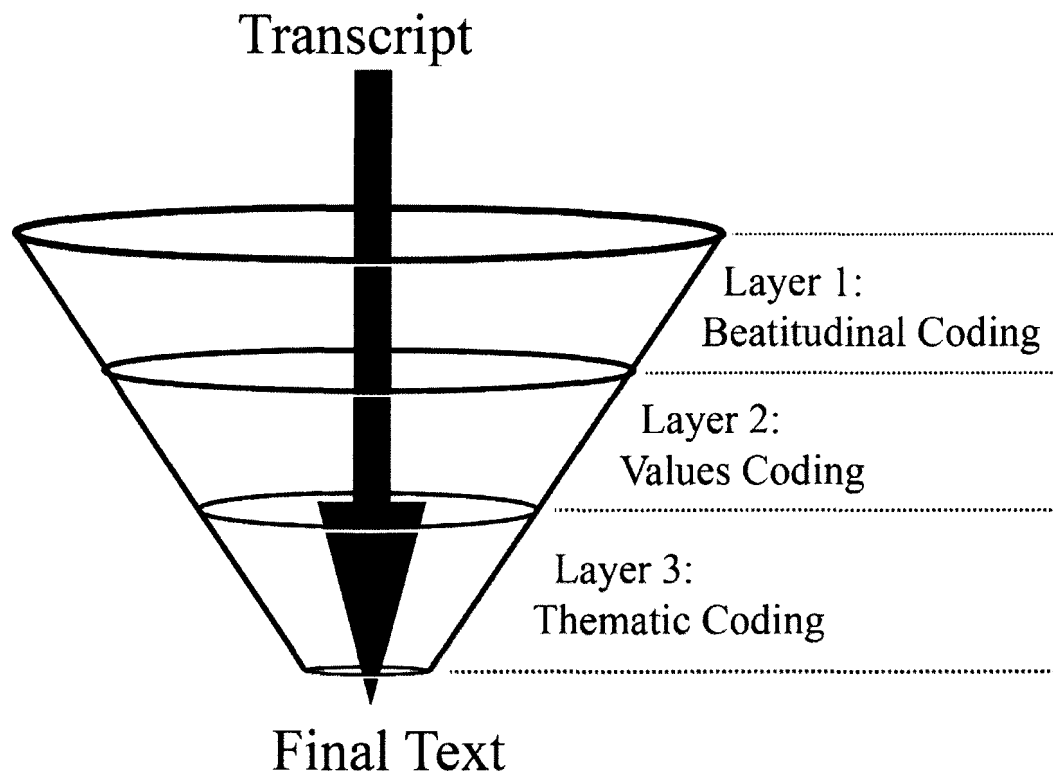 Transcript
Layer 1:
Beatitudinal Coding
Layer 2:
Values Coding
Layer 3:
Thematic Coding
Final Text